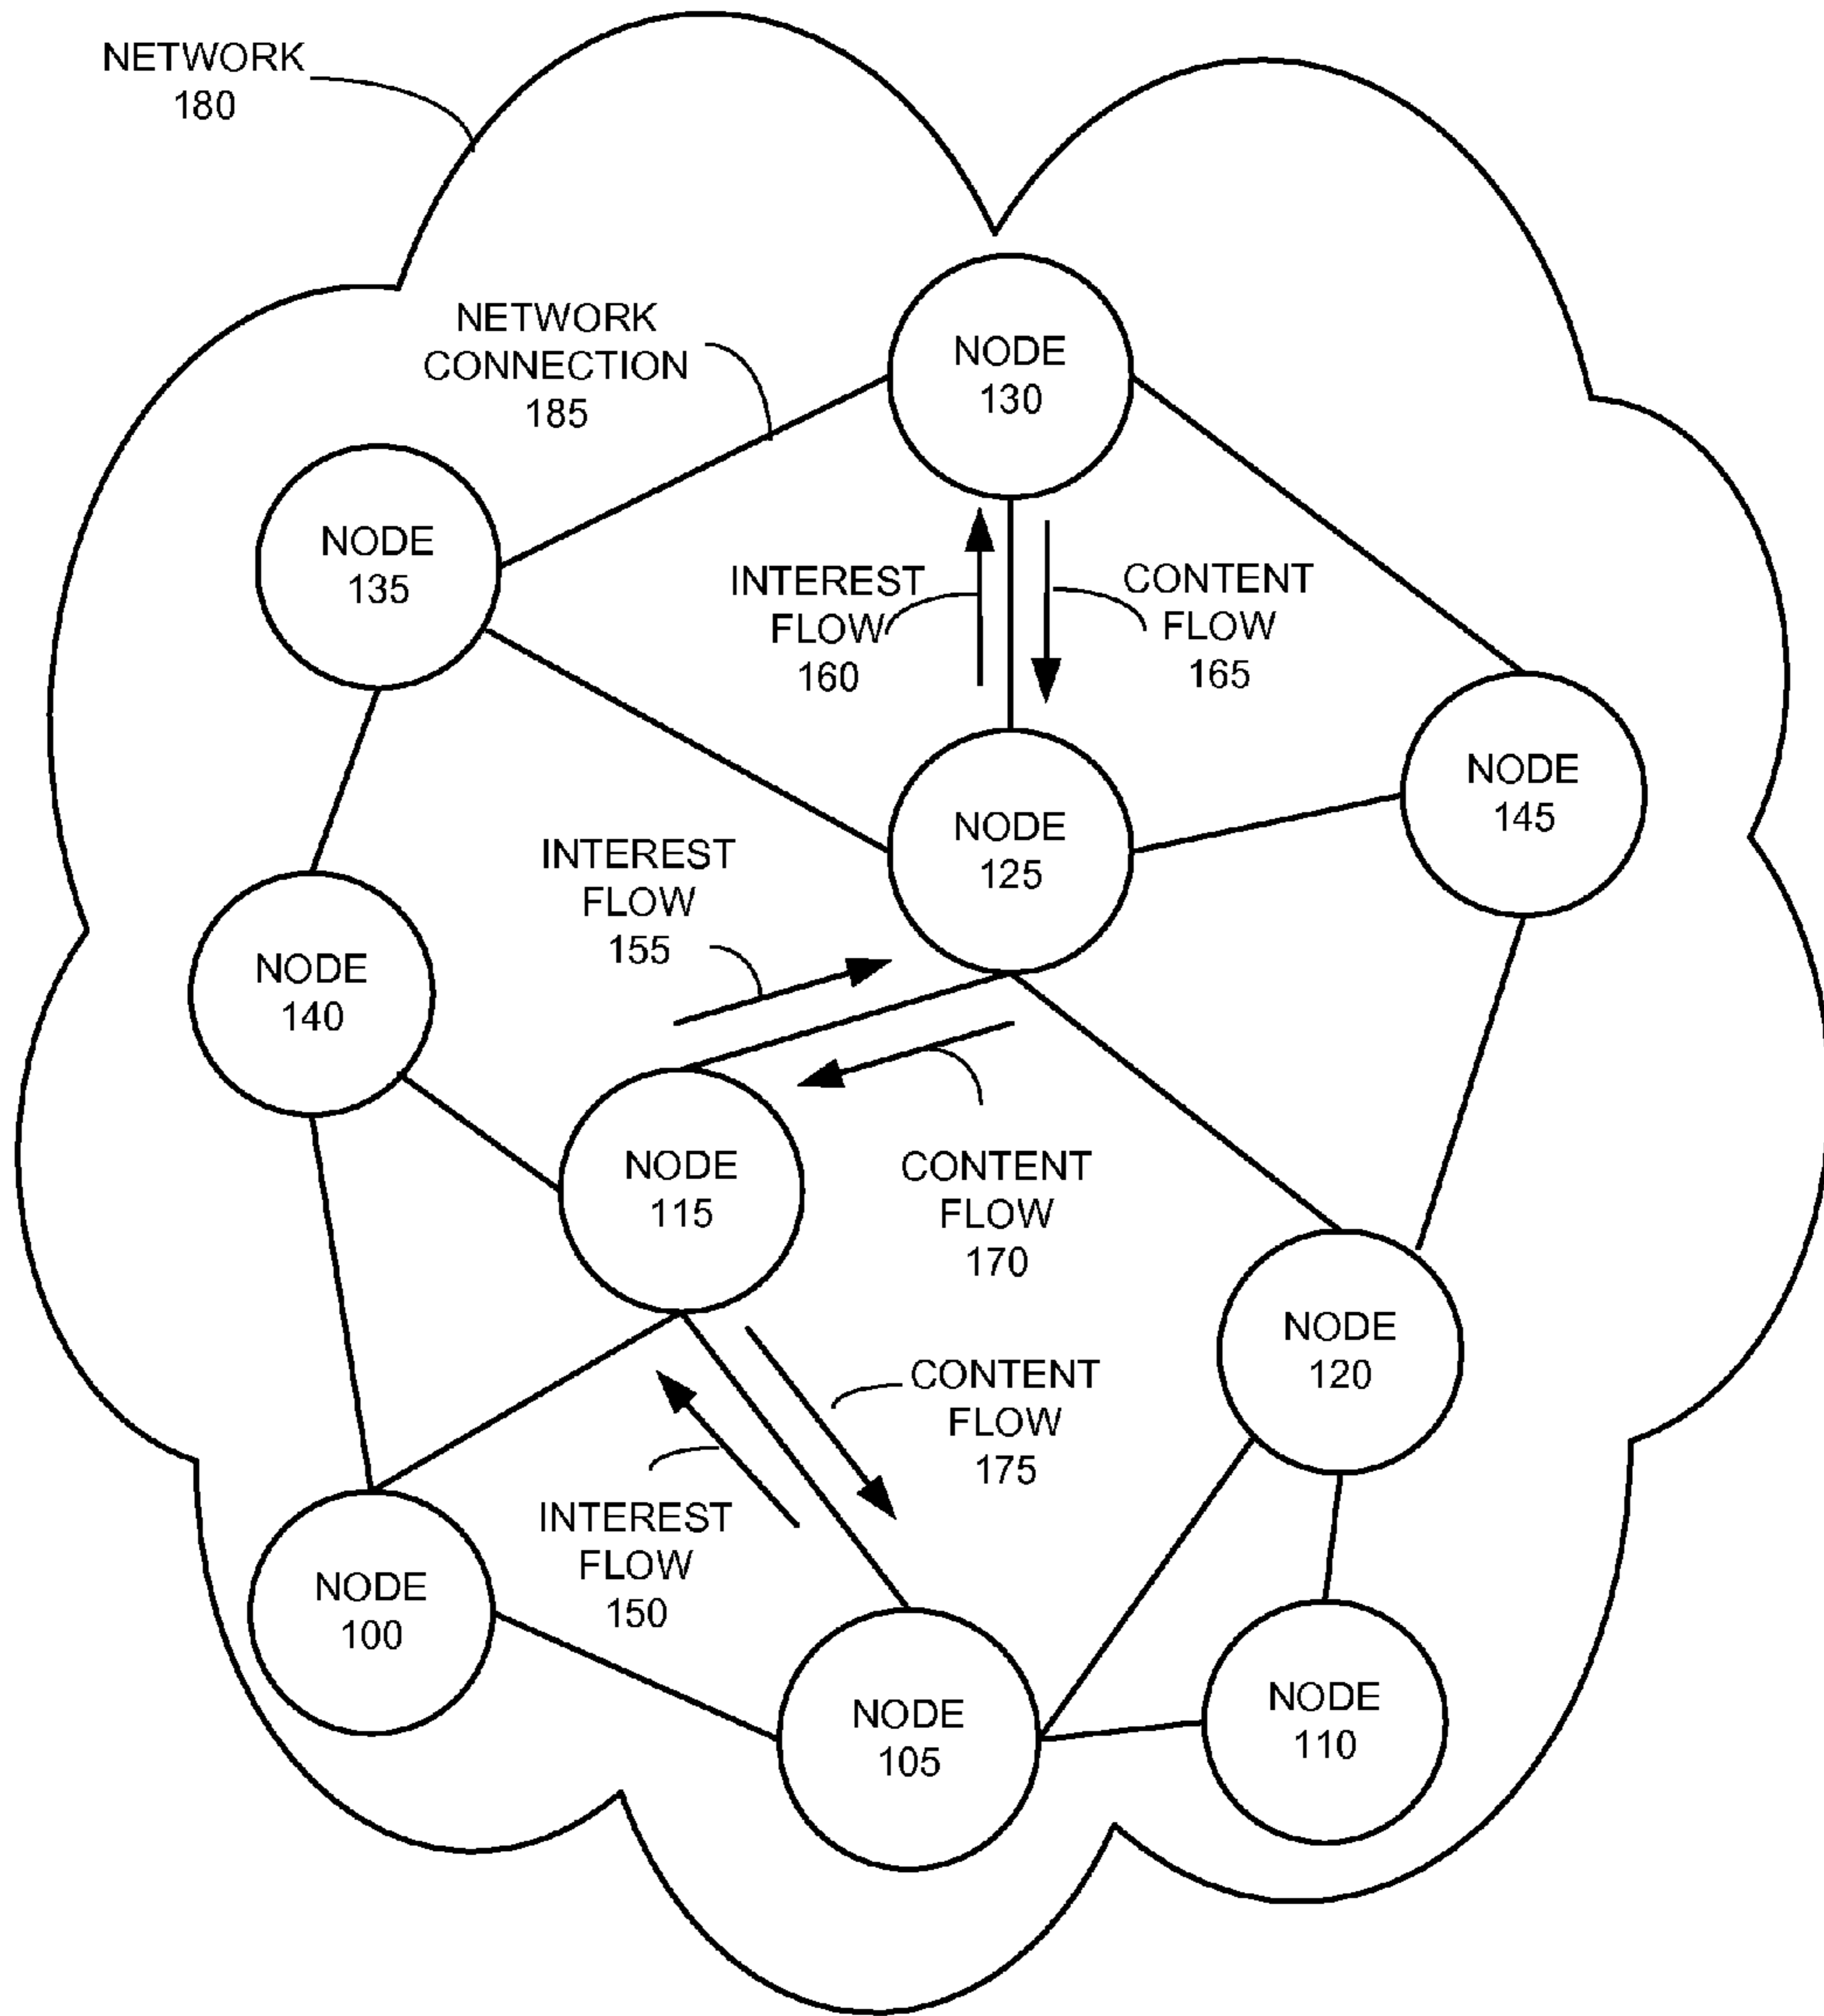 NETWORK
180
NETWORK
CONNECTION
185
NODE
130
NODE
135
INTEREST
FLOW
160
CONTENT
FLOW
165
NODE
145
NODE
125
INTEREST
FLOW
155
NODE
140
NODE
115
CONTENT
FLOW
170
NODE
120
CONTENT
FLOW
175
INTEREST
FLOW
150
NODE
100
NODE
105
NODE
110